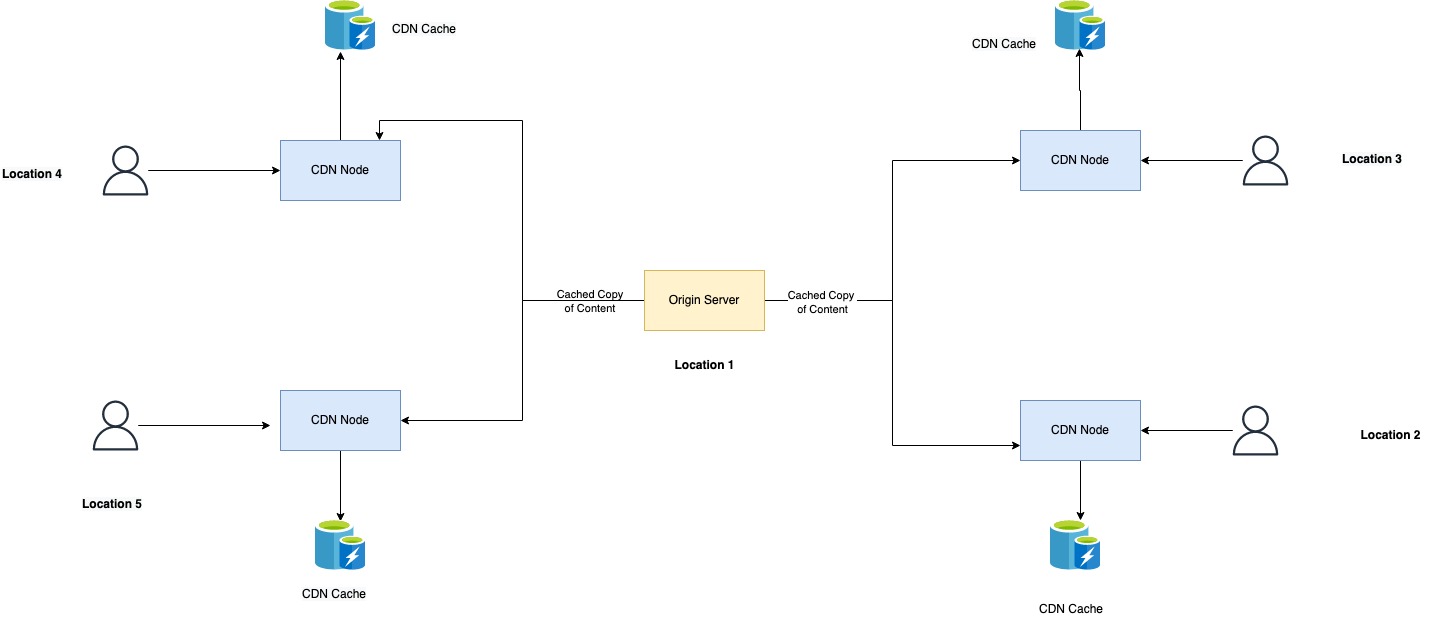 CDN Cache
CDN Cache
Location 4
CDN Node
CDN Node
Location 3
Cached Copy
of Content
Origin Server
Cached Copy
of Content
Location 1
CDN Node
CDN Node
Location 2
Location 5
CDN Cache
CDN Cache